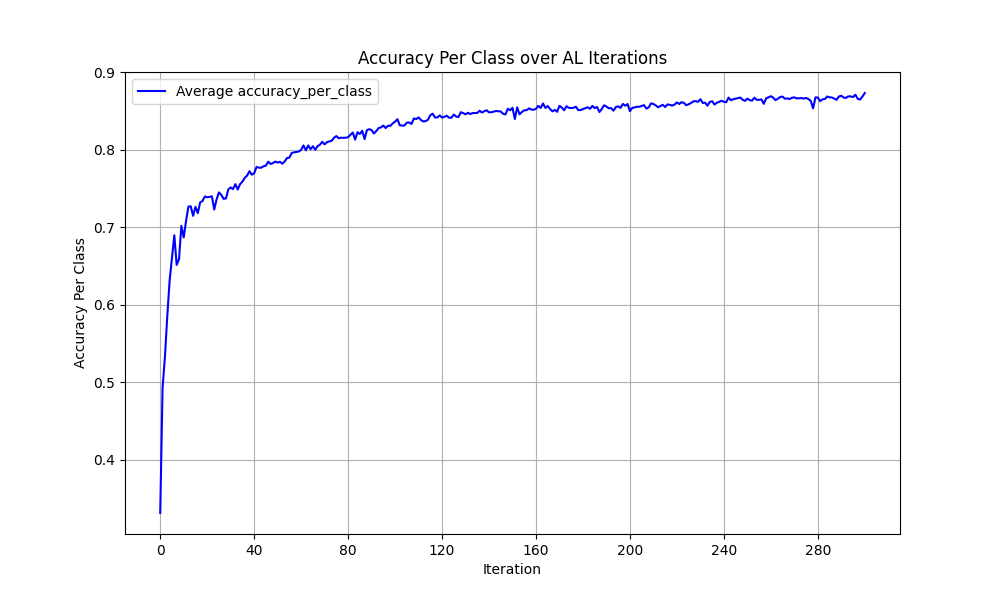 Accuracy Per Class over AL Iterations
Average accuracy_per_class
Accuracy Per Class
0.9
0.8
0.7
0.6
0.5
0.4
0 40 80 120 160 200 240 280
Iteration